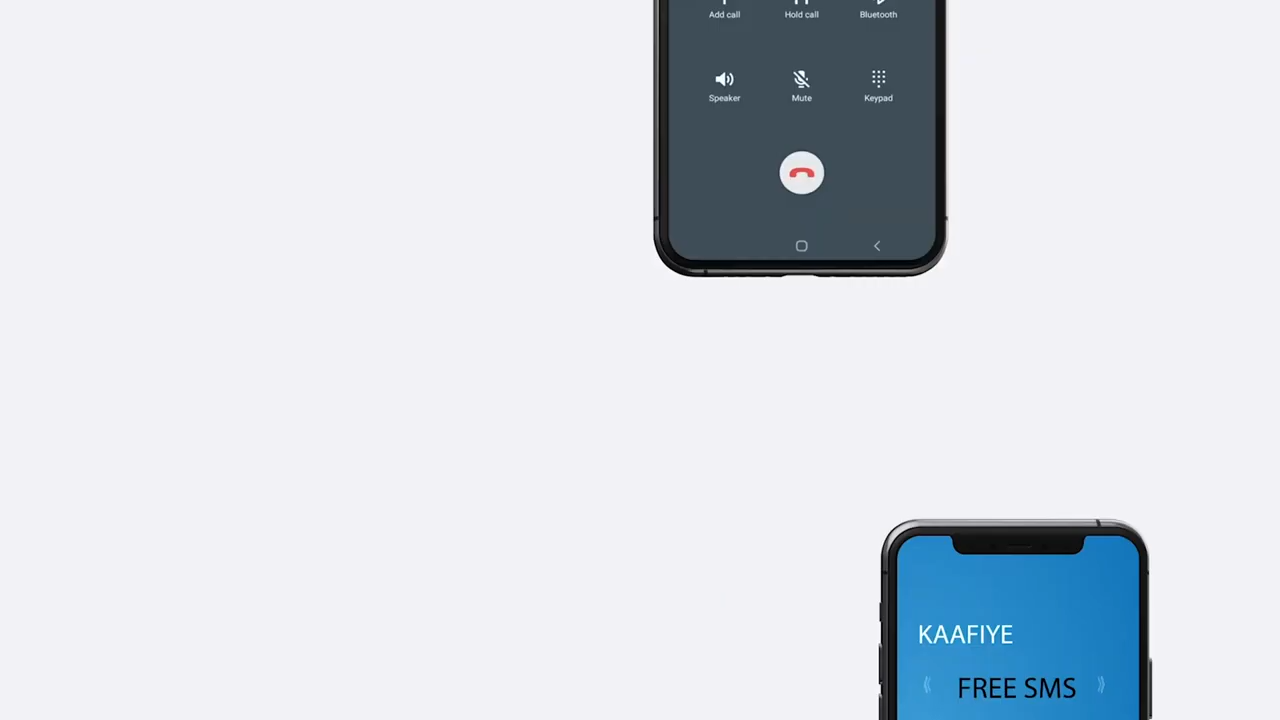 Add call Hold call Bluetooth
Speaker Mute Keypad
KAAFIYE
FREE SMS